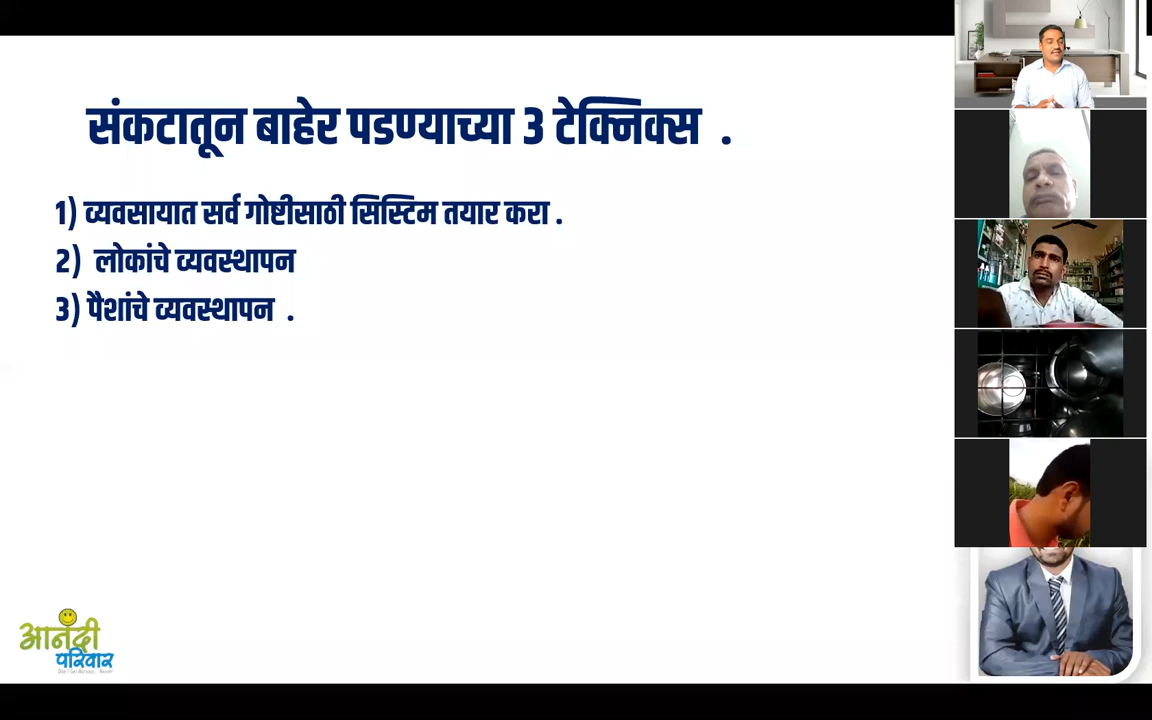 संकटातून बाहेर पडण्याच्या 3 टेक्निक्स .
1) व्यवसायात सर्व गोष्टीसाठी सिस्टिम तयार करा .
2) लोकांचे व्यवस्थापन
3) पैशांचे व्यवस्थापन .
आनंदी
परिवार